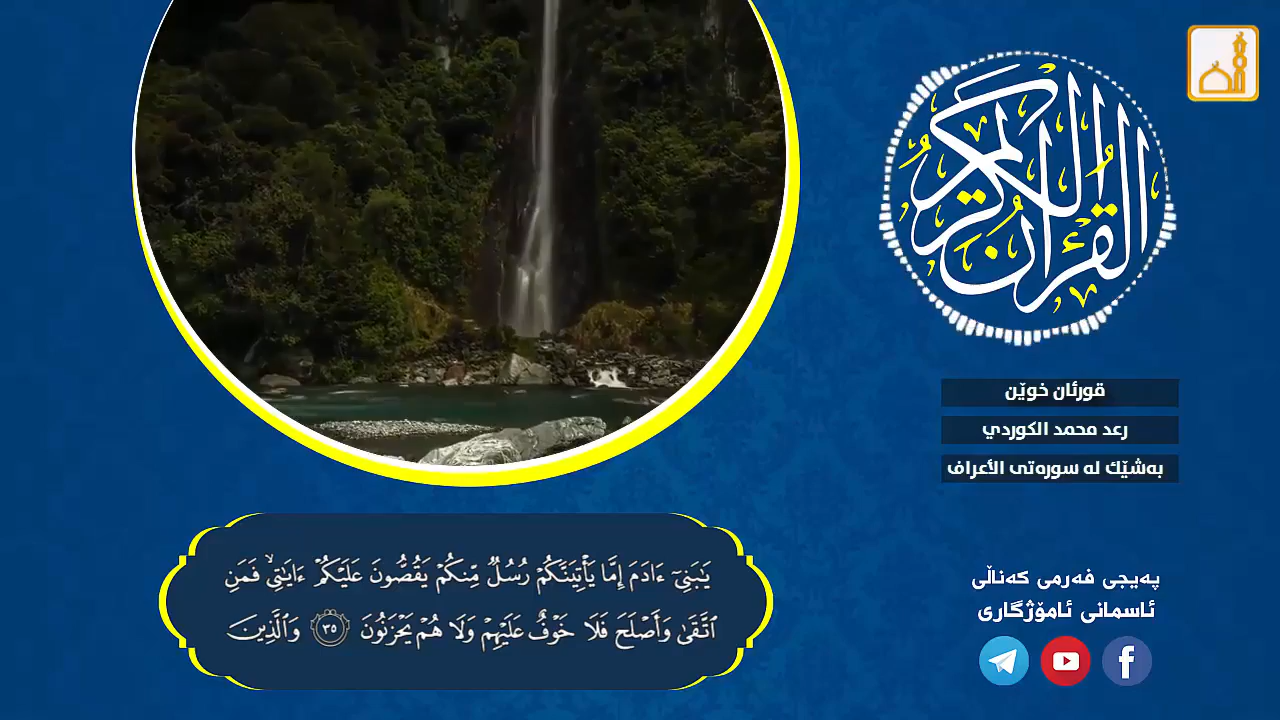 القرآن الكريم
قورئان خوێن
رعد محمد الكوردي
بەشێك لە سورەتی الأعراف
يَٰبَنِىٓ ءَادَمَ إِمَّا يَأْتِيَنَّكُمْ رُسُلٌ مِّنكُمْ يَقُصُّونَ عَلَيْكُمْ ءَايَٰتِى ۙ فَمَنِ
ٱتَّقَىٰ وَأَصْلَحَ فَلَا خَوْفٌ عَلَيْهِمْ وَلَا هُمْ يَحْزَنُونَ ٣٥ وَٱلَّذِينَ
پەیجی فەرمی کەناڵی
ئاسمانی ئامۆژگاری